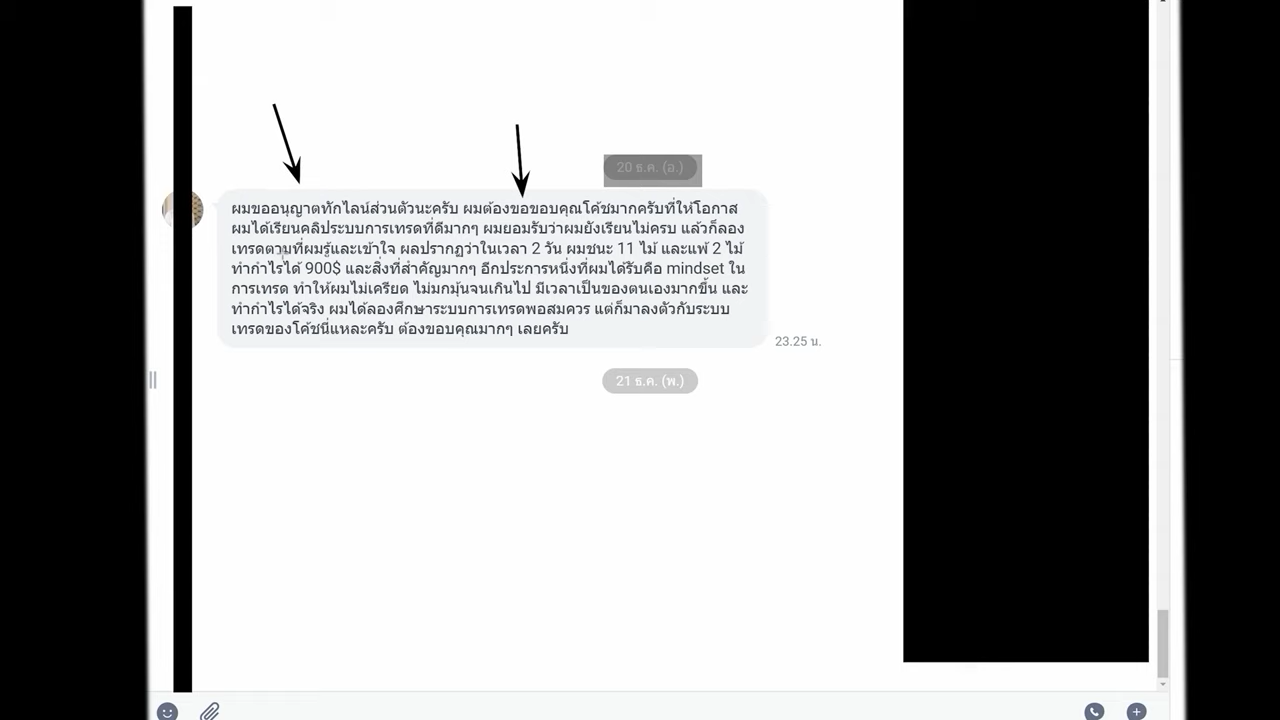 20 ธ.ค. (อ.)
ผมขออนุญาตทักไลน์ส่วนตัวนะครับ ผมต้องขอขอบคุณโค้ชมากครับที่ให้โอกาส
ผมได้เรียนคลิประบบการเทรดที่ดีมากๆ ผมยอมรับว่าผมยังเรียนไม่ครบ แล้วก็ลอง
เทรดตามที่ผมรู้และเข้าใจ ผลปรากฏว่าในเวลา 2 วัน ผมชนะ 11 ไม้ และแพ้ 2 ไม้
ทำกำไรได้ 900$ และสิ่งที่สำคัญมากๆ อีกประการหนึ่งที่ผมได้รับคือ mindset ใน
การเทรด ทำให้ผมไม่เครียด ไม่มกมุ้นจนเกินไป มีเวลาเป็นของตนเองมากขึ้น และ
ทำกำไรได้จริง ผมได้ลองศึกษาระบบการเทรดพอสมควร แต่ก็มาลงตัวกับระบบ
เทรดของโค้ชนี่แหละครับ ต้องขอบคุณมากๆ เลยครับ
23.25 น.
21 ธ.ค. (พ.)